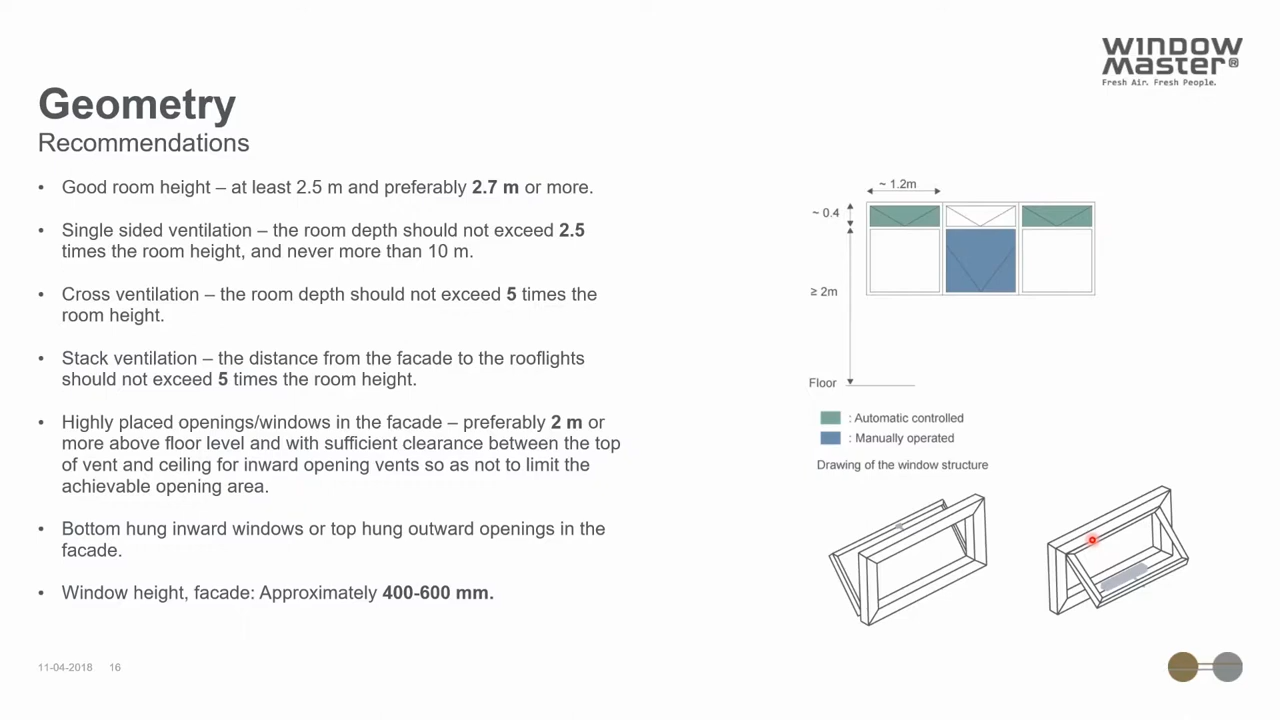 WINDOW
Master®
Fresh Air. Fresh People.
Geometry
Recommendations
• Good room height – at least 2.5 m and preferably 2.7 m or more.
• Single sided ventilation – the room depth should not exceed 2.5
times the room height, and never more than 10 m.
• Cross ventilation – the room depth should not exceed 5 times the
room height.
• Stack ventilation – the distance from the facade to the rooflights
should not exceed 5 times the room height.
• Highly placed openings/windows in the facade – preferably 2 m or
more above floor level and with sufficient clearance between the top
of vent and ceiling for inward opening vents so as not to limit the
achievable opening area.
• Bottom hung inward windows or top hung outward openings in the
facade.
• Window height, facade: Approximately 400-600 mm.
~ 1.2m
~ 0.4
≥ 2m
Floor
: Automatic controlled
: Manually operated
Drawing of the window structure
11-04-2018 16